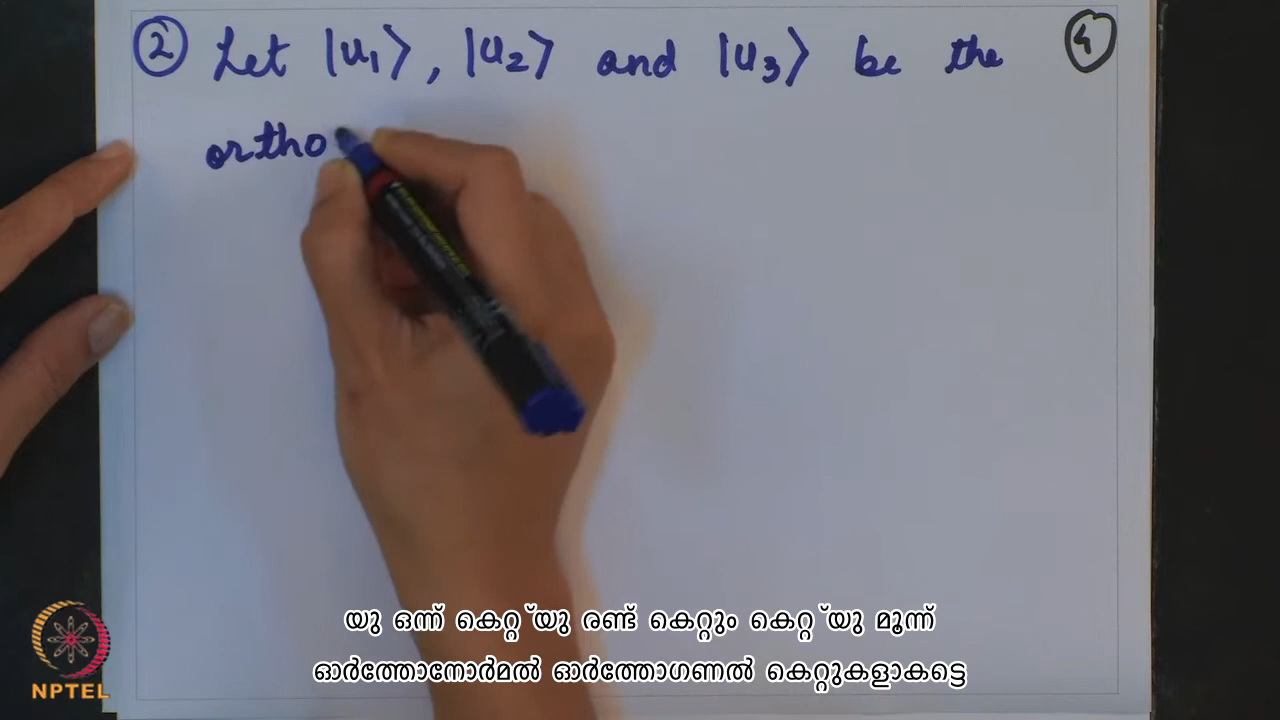 ② Let |u₁⟩, |u₂⟩ and |u₃⟩ be the
④
ortho
യു ഒന്ന് കെറ്റ് യു രണ്ട് കെറ്റും കെറ്റ് യു മൂന്ന്
ഓർത്തോനോർമൽ ഓർത്തോഗണൽ കെറ്റുകളാകട്ടെ
NPTEL